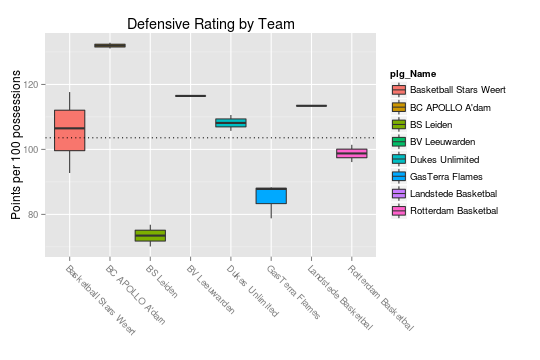 Defensive Rating by Team
Points per 100 possessions
120
100
80
Basketball Stars Weert
BC APOLLO A'dam
BS Leiden
BV Leeuwarden
Dukes Unlimited
GasTerra Flames
Landstede Basketbal
Rotterdam Basketbal
plg_Name
Basketball Stars Weert
BC APOLLO A'dam
BS Leiden
BV Leeuwarden
Dukes Unlimited
GasTerra Flames
Landstede Basketbal
Rotterdam Basketbal